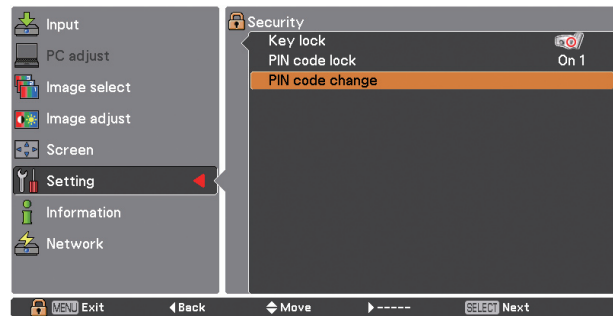 Input
PC adjust
Image select
Image adjust
Screen
Setting
Information
Network
Security
Key lock
PIN code lock On 1
PIN code change
MENU Exit Back Move ----- SELECT Next